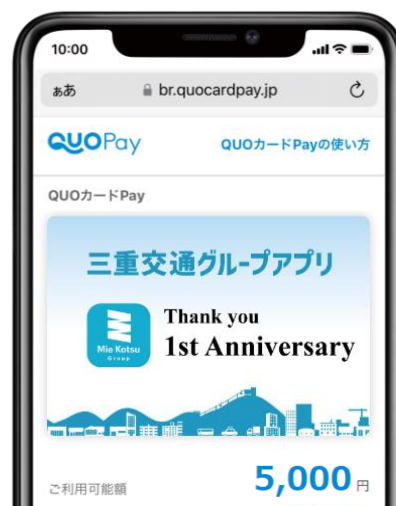 10:00
ぁあ br.quocardpay.jp
QUOPay QUOカードPayの使い方
QUOカードPay
三重交通グループアプリ
Mie Kotsu
Group
Thank you
1st Anniversary
ご利用可能額 5,000円